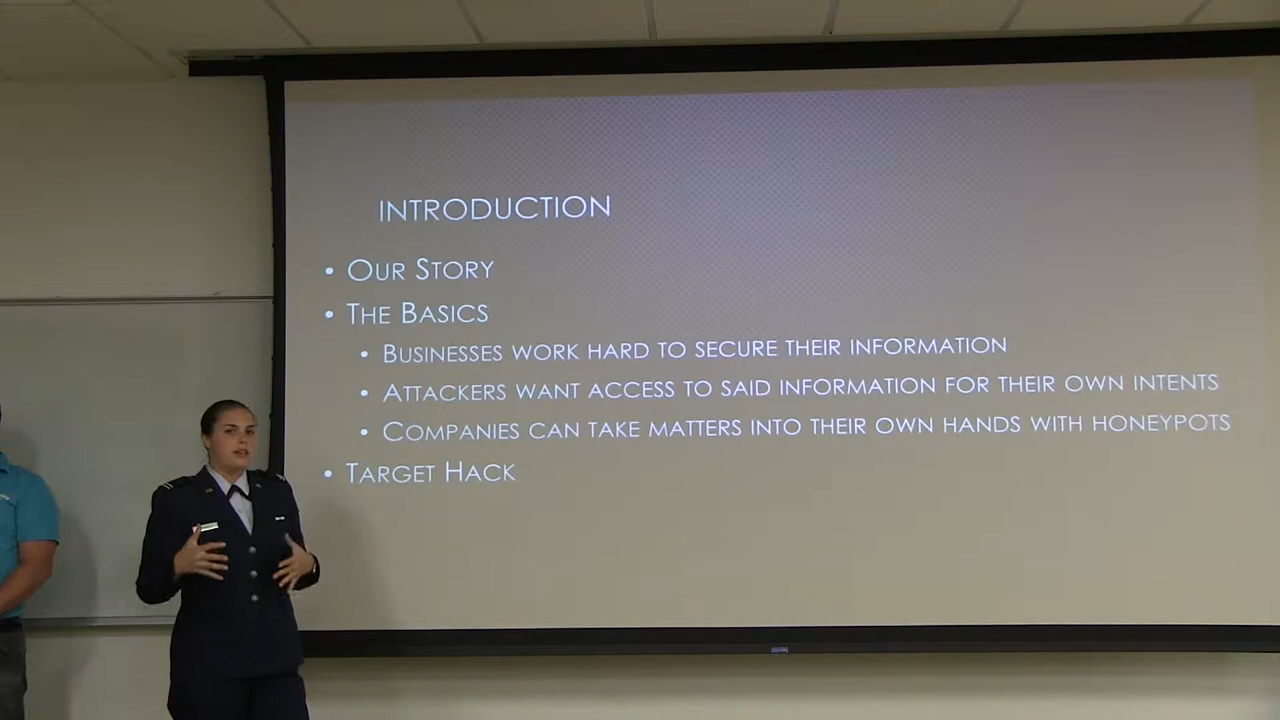 INTRODUCTION
• OUR STORY
• THE BASICS
• BUSINESSES WORK HARD TO SECURE THEIR INFORMATION
• ATTACKERS WANT ACCESS TO SAID INFORMATION FOR THEIR OWN INTENTS
• COMPANIES CAN TAKE MATTERS INTO THEIR OWN HANDS WITH HONEYPOTS
• TARGET HACK